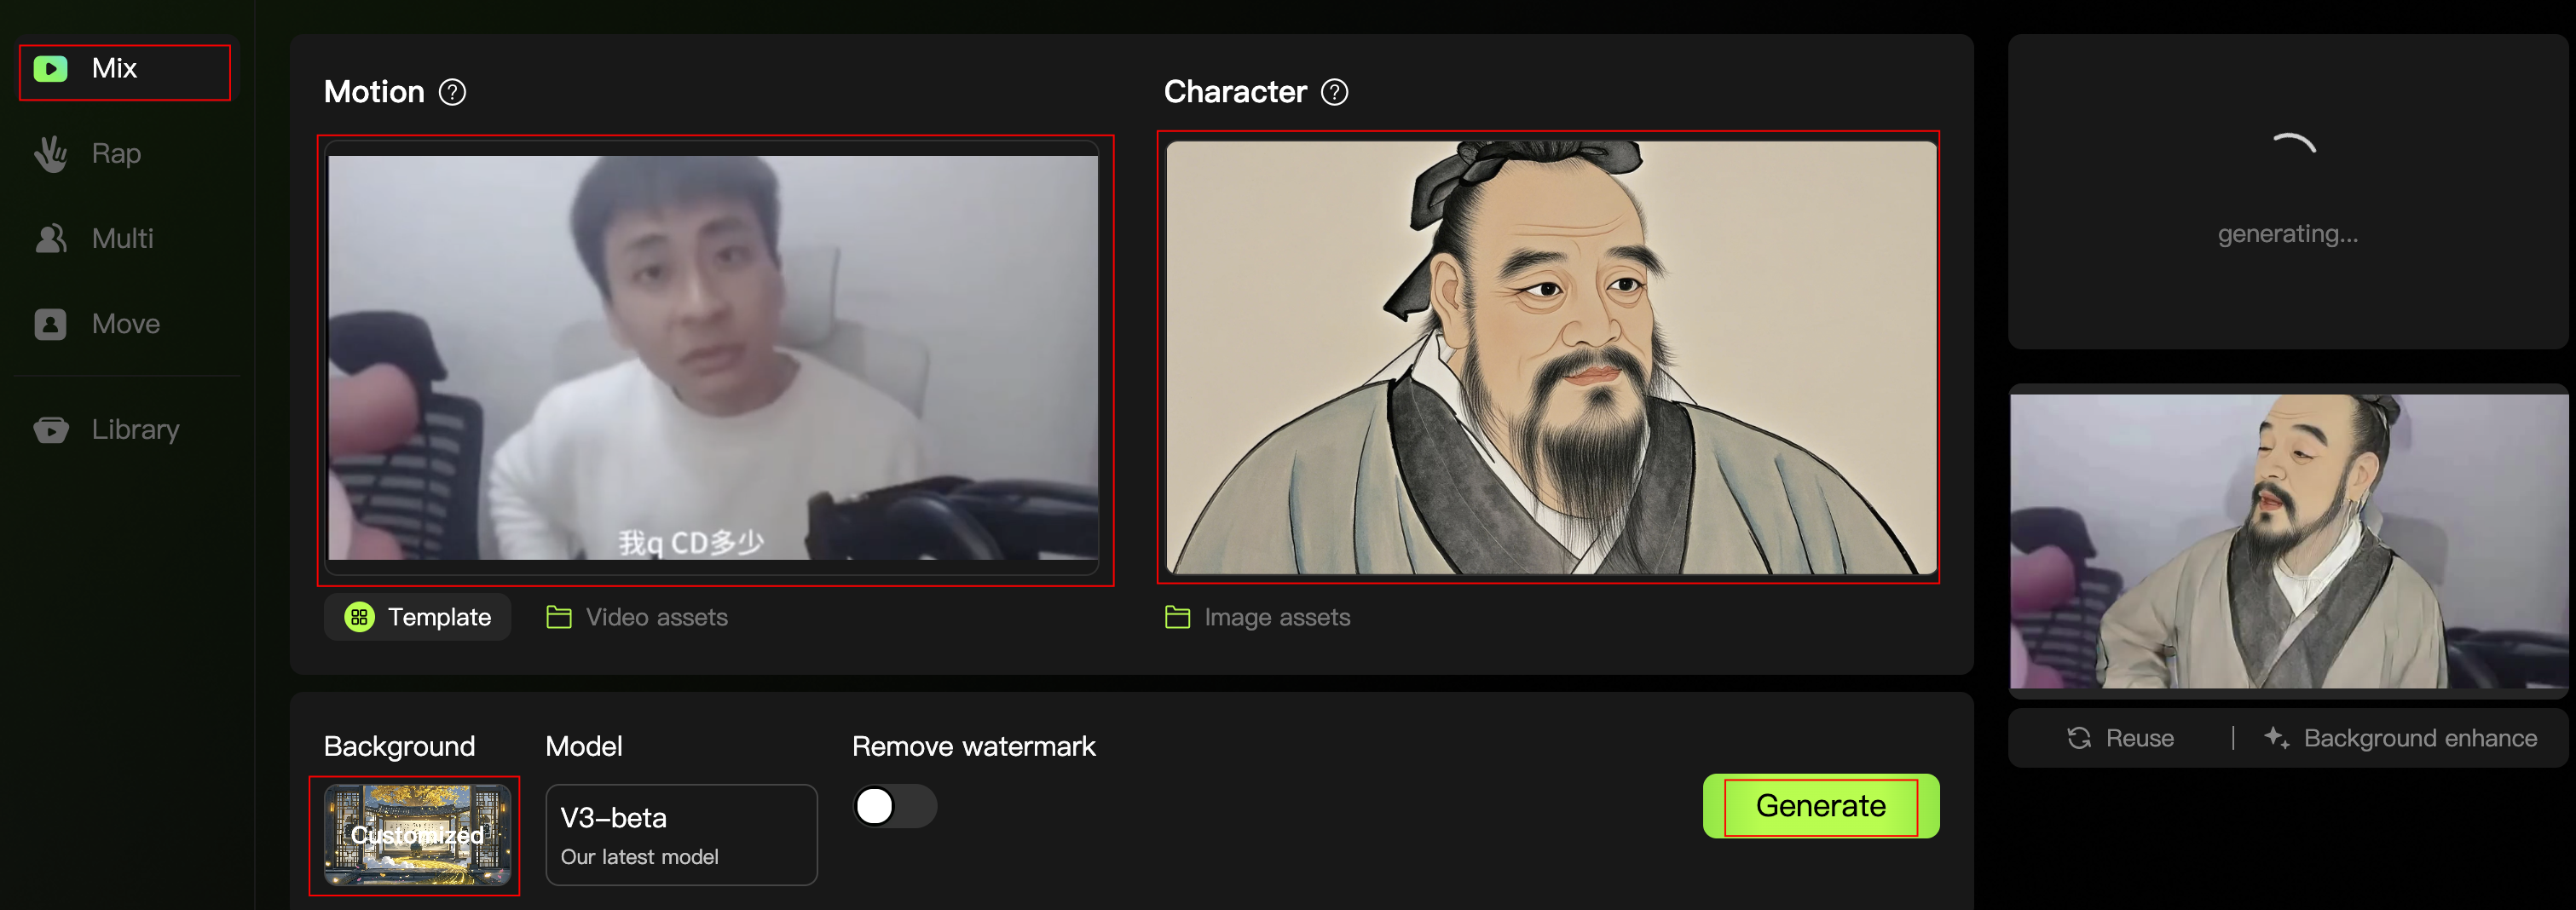 Mix
Rap
Multi
Move
Library
Motion ?
Character ?
我q CD多少
Template
Video assets
Image assets
Background
Customized
Model
V3-beta
Our latest model
Remove watermark
Generate
generating...
Reuse
Background enhance